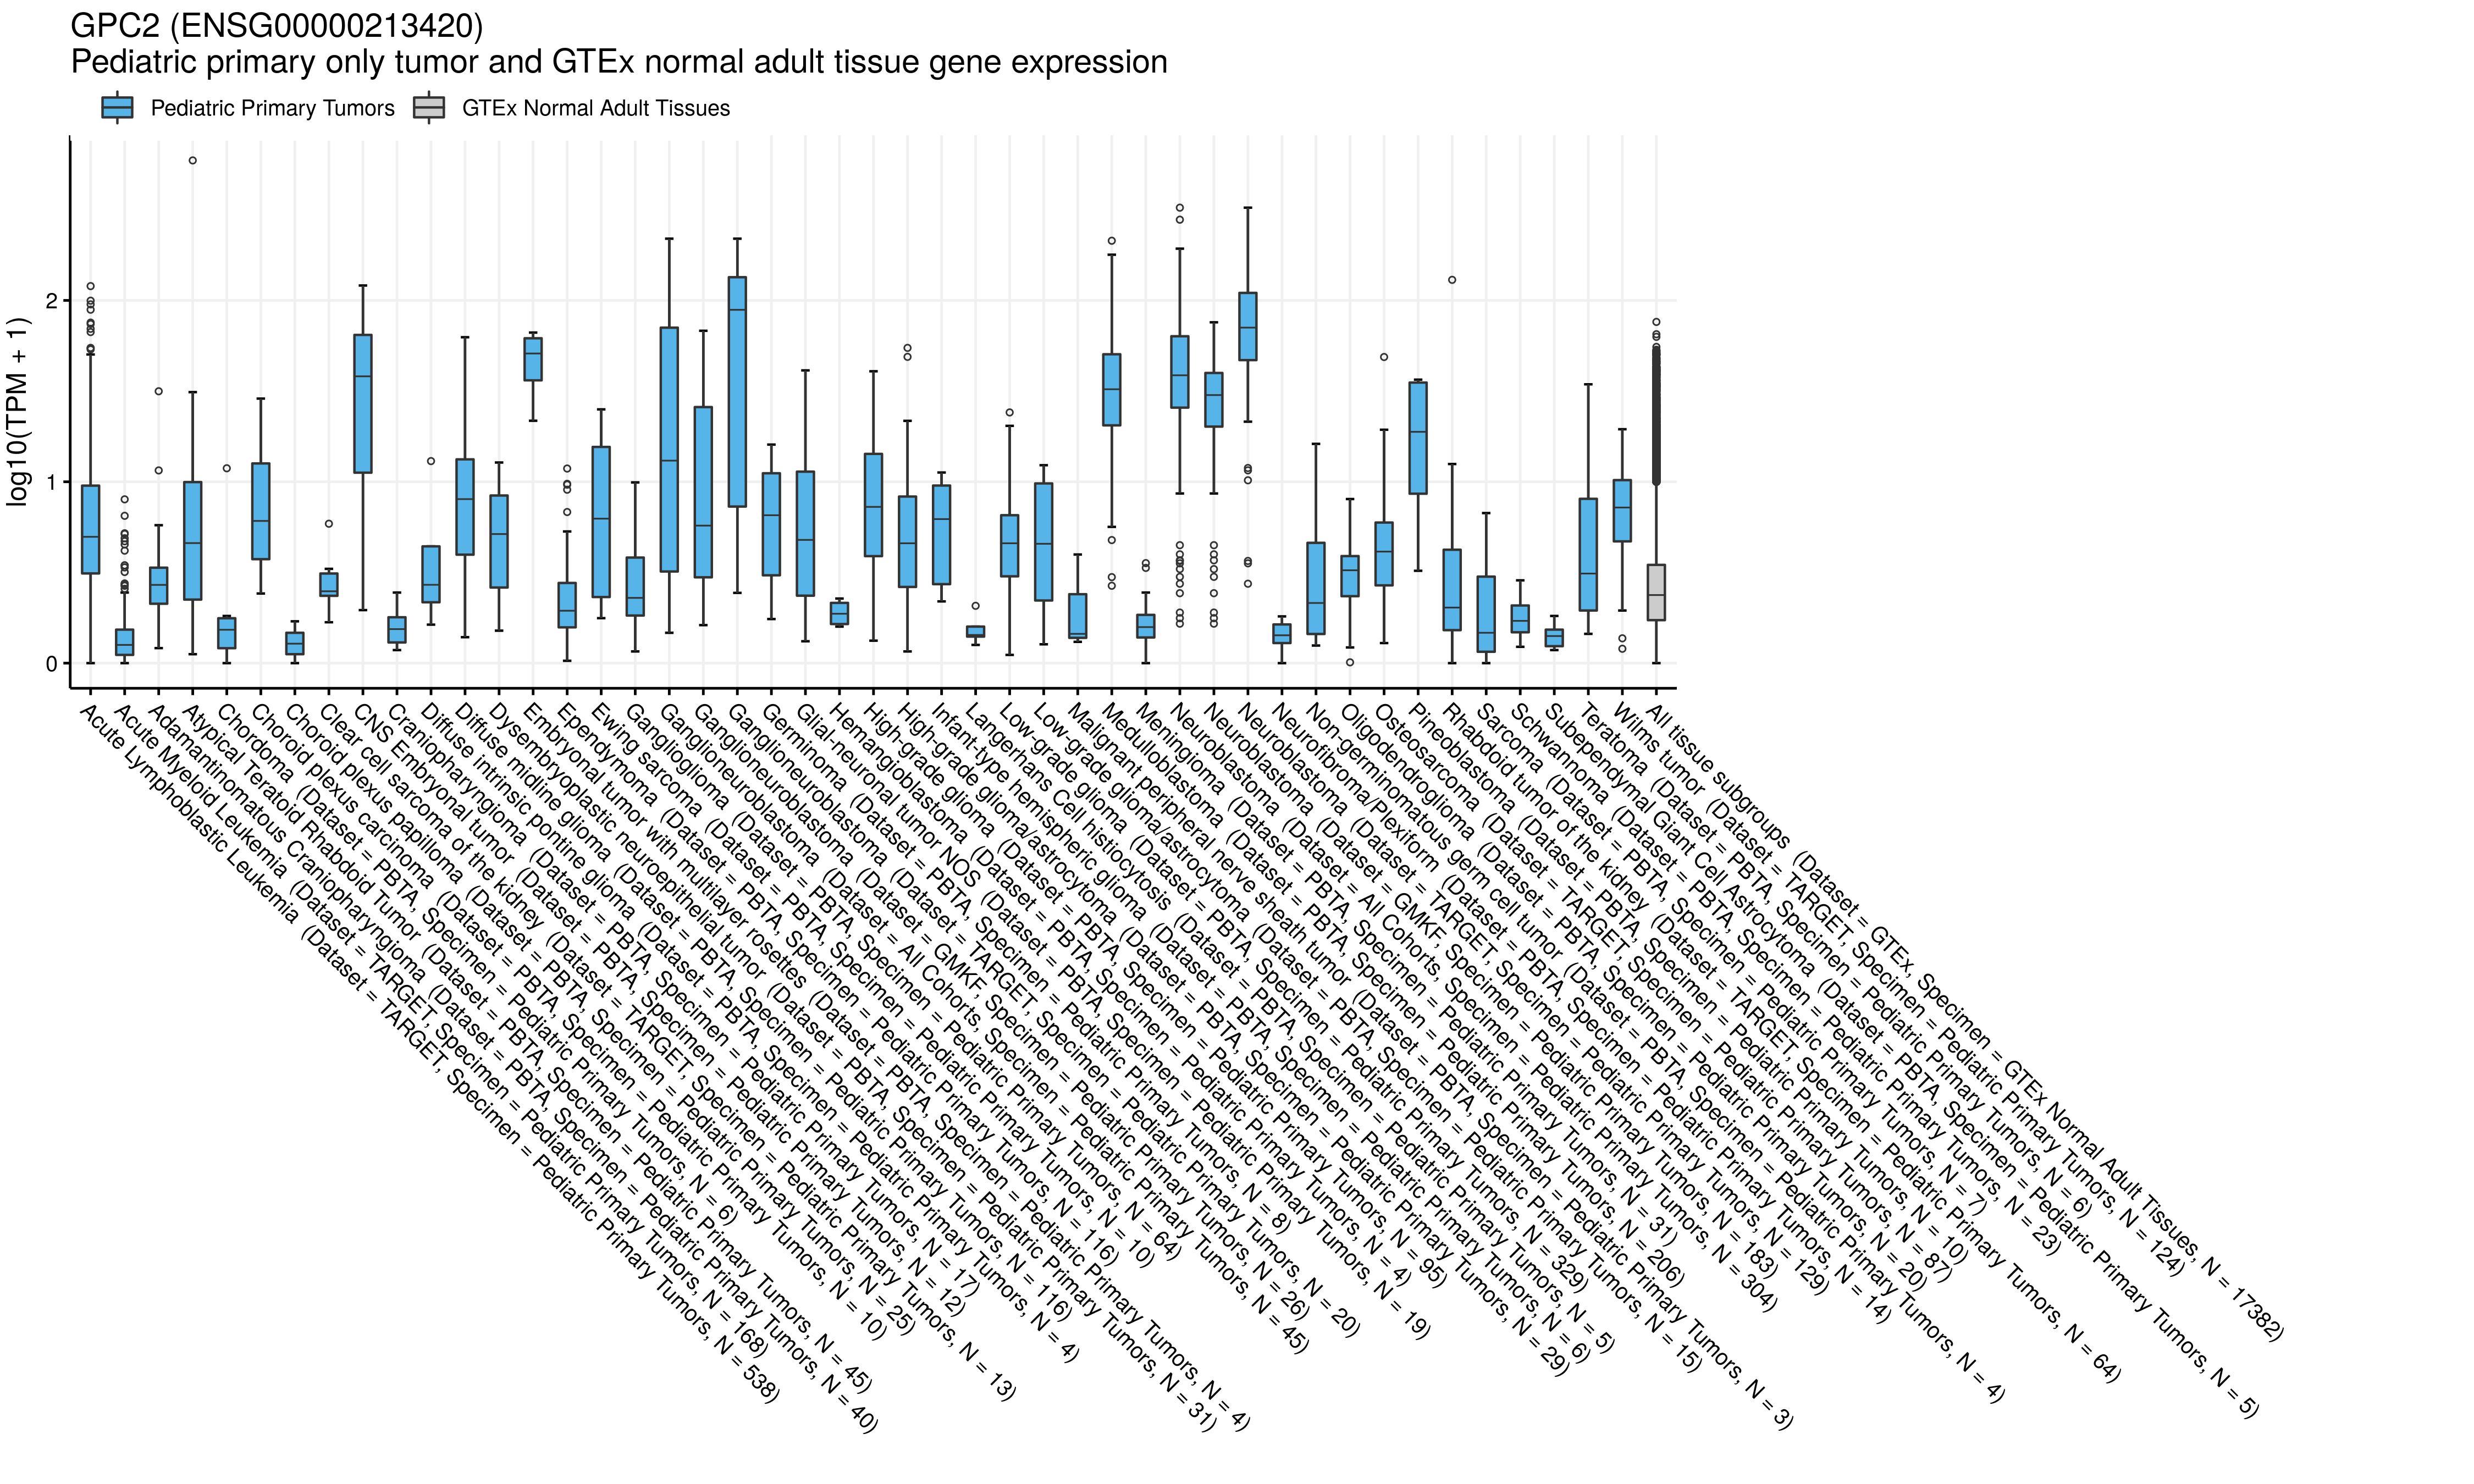 GPC2 (ENSG00000213420)
Pediatric primary only tumor and GTEx normal adult tissue gene expression
Pediatric Primary Tumors
GTEx Normal Adult Tissues
log10(TPM + 1)
2
1
0
Acute Lymphoblastic Leukemia (Dataset = TARGET, Specimen = Pediatric Primary Tumors, N = 538)
Acute Myeloid Leukemia (Dataset = TARGET, Specimen = Pediatric Primary Tumors, N = 168)
Adamantinomatous Craniopharyngioma (Dataset = PBTA, Specimen = Pediatric Primary Tumors, N = 40)
Atypical Teratoid Rhabdoid Tumor (Dataset = PBTA, Specimen = Pediatric Primary Tumors, N = 45)
Chordoma (Dataset = PBTA, Specimen = Pediatric Primary Tumors, N = 6)
Choroid plexus carcinoma (Dataset = PBTA, Specimen = Pediatric Primary Tumors, N = 10)
Choroid plexus papilloma (Dataset = PBTA, Specimen = Pediatric Primary Tumors, N = 25)
Clear cell sarcoma of the kidney (Dataset = TARGET, Specimen = Pediatric Primary Tumors, N = 13)
CNS Embryonal tumor (Dataset = PBTA, Specimen = Pediatric Primary Tumors, N = 12)
Craniopharyngioma (Dataset = PBTA, Specimen = Pediatric Primary Tumors, N = 17)
Diffuse intrinsic pontine glioma (Dataset = PBTA, Specimen = Pediatric Primary Tumors, N = 4)
Diffuse midline glioma (Dataset = PBTA, Specimen = Pediatric Primary Tumors, N = 116)
Dysembryoplastic neuroepithelial tumor (Dataset = PBTA, Specimen = Pediatric Primary Tumors, N = 31)
Embryonal tumor with multilayer rosettes (Dataset = PBTA, Specimen = Pediatric Primary Tumors, N = 4)
Ependymoma (Dataset = PBTA, Specimen = Pediatric Primary Tumors, N = 116)
Ewing sarcoma (Dataset = PBTA, Specimen = Pediatric Primary Tumors, N = 10)
Ganglioglioma (Dataset = PBTA, Specimen = Pediatric Primary Tumors, N = 64)
Ganglioneuroblastoma (Dataset = All Cohorts, Specimen = Pediatric Primary Tumors, N = 45)
Ganglioneuroblastoma (Dataset = GMKF, Specimen = Pediatric Primary Tumors, N = 26)
Ganglioneuroblastoma (Dataset = TARGET, Specimen = Pediatric Primary Tumors, N = 20)
Germinoma (Dataset = PBTA, Specimen = Pediatric Primary Tumors, N = 8)
Glial-neuronal tumor NOS (Dataset = PBTA, Specimen = Pediatric Primary Tumors, N = 19)
Hemangioblastoma (Dataset = PBTA, Specimen = Pediatric Primary Tumors, N = 4)
High-grade glioma (Dataset = PBTA, Specimen = Pediatric Primary Tumors, N = 95)
High-grade glioma/astrocytoma (Dataset = PBTA, Specimen = Pediatric Primary Tumors, N = 29)
Infant-type hemispheric glioma (Dataset = PBTA, Specimen = Pediatric Primary Tumors, N = 6)
Langerhans Cell histiocytosis (Dataset = PBTA, Specimen = Pediatric Primary Tumors, N = 5)
Low-grade glioma (Dataset = PBTA, Specimen = Pediatric Primary Tumors, N = 329)
Low-grade glioma/astrocytoma (Dataset = PBTA, Specimen = Pediatric Primary Tumors, N = 15)
Malignant peripheral nerve sheath tumor (Dataset = PBTA, Specimen = Pediatric Primary Tumors, N = 3)
Medulloblastoma (Dataset = PBTA, Specimen = Pediatric Primary Tumors, N = 206)
Meningioma (Dataset = PBTA, Specimen = Pediatric Primary Tumors, N = 31)
Neuroblastoma (Dataset = All Cohorts, Specimen = Pediatric Primary Tumors, N = 304)
Neuroblastoma (Dataset = GMKF, Specimen = Pediatric Primary Tumors, N = 183)
Neuroblastoma (Dataset = TARGET, Specimen = Pediatric Primary Tumors, N = 129)
Neurofibroma/Plexiform (Dataset = PBTA, Specimen = Pediatric Primary Tumors, N = 14)
Non-germinomatous germ cell tumor (Dataset = PBTA, Specimen = Pediatric Primary Tumors, N = 4)
Oligodendroglioma (Dataset = PBTA, Specimen = Pediatric Primary Tumors, N = 20)
Osteosarcoma (Dataset = TARGET, Specimen = Pediatric Primary Tumors, N = 87)
Pineoblastoma (Dataset = PBTA, Specimen = Pediatric Primary Tumors, N = 10)
Rhabdoid tumor of the kidney (Dataset = TARGET, Specimen = Pediatric Primary Tumors, N = 64)
Sarcoma (Dataset = PBTA, Specimen = Pediatric Primary Tumors, N = 7)
Schwannoma (Dataset = PBTA, Specimen = Pediatric Primary Tumors, N = 23)
Subependymal Giant Cell Astrocytoma (Dataset = PBTA, Specimen = Pediatric Primary Tumors, N = 5)
Teratoma (Dataset = PBTA, Specimen = Pediatric Primary Tumors, N = 6)
Wilms tumor (Dataset = TARGET, Specimen = Pediatric Primary Tumors, N = 124)
All tissue subgroups (Dataset = GTEx, Specimen = GTEx Normal Adult Tissues, N = 17382)